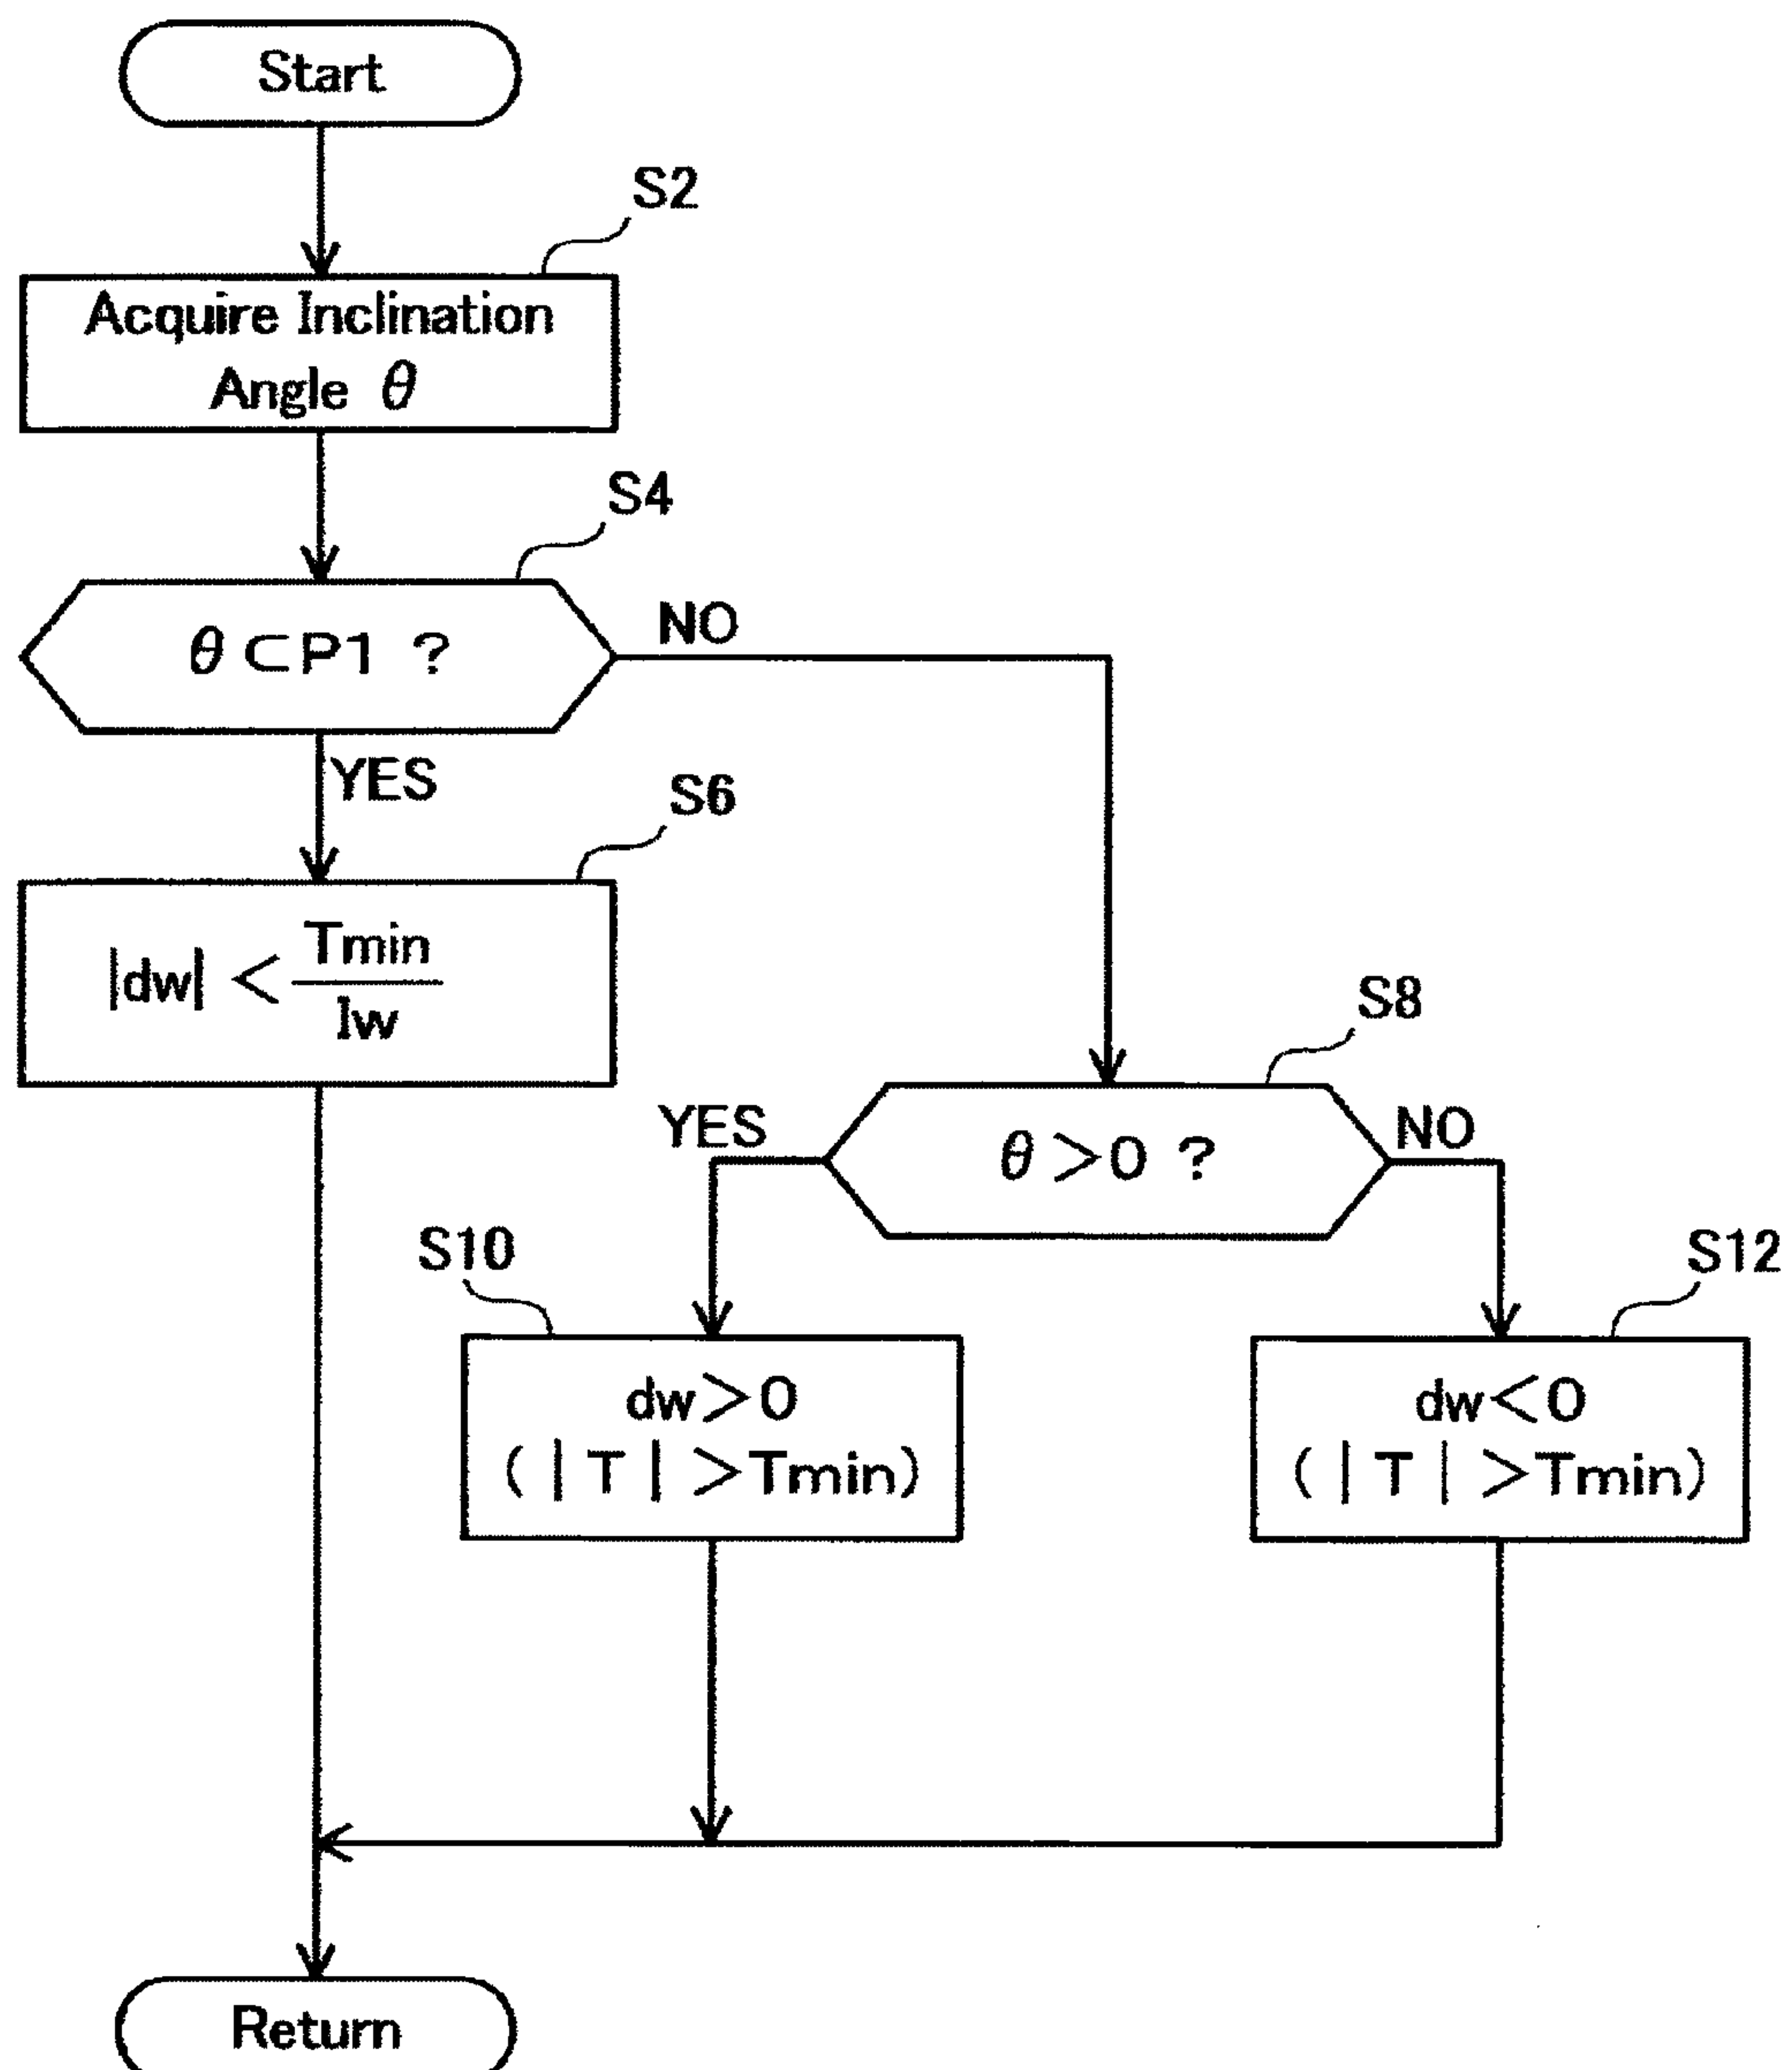 Start
S2
Acquire Inclination
Angle θ
S4
θ⊂P1 ?
NO
YES
S6
|dw| < Tmin
Iw
S8
YES
θ>0 ?
NO
S10
S12
dw>0
(|T|>Tmin)
dw<0
(|T|>Tmin)
Return